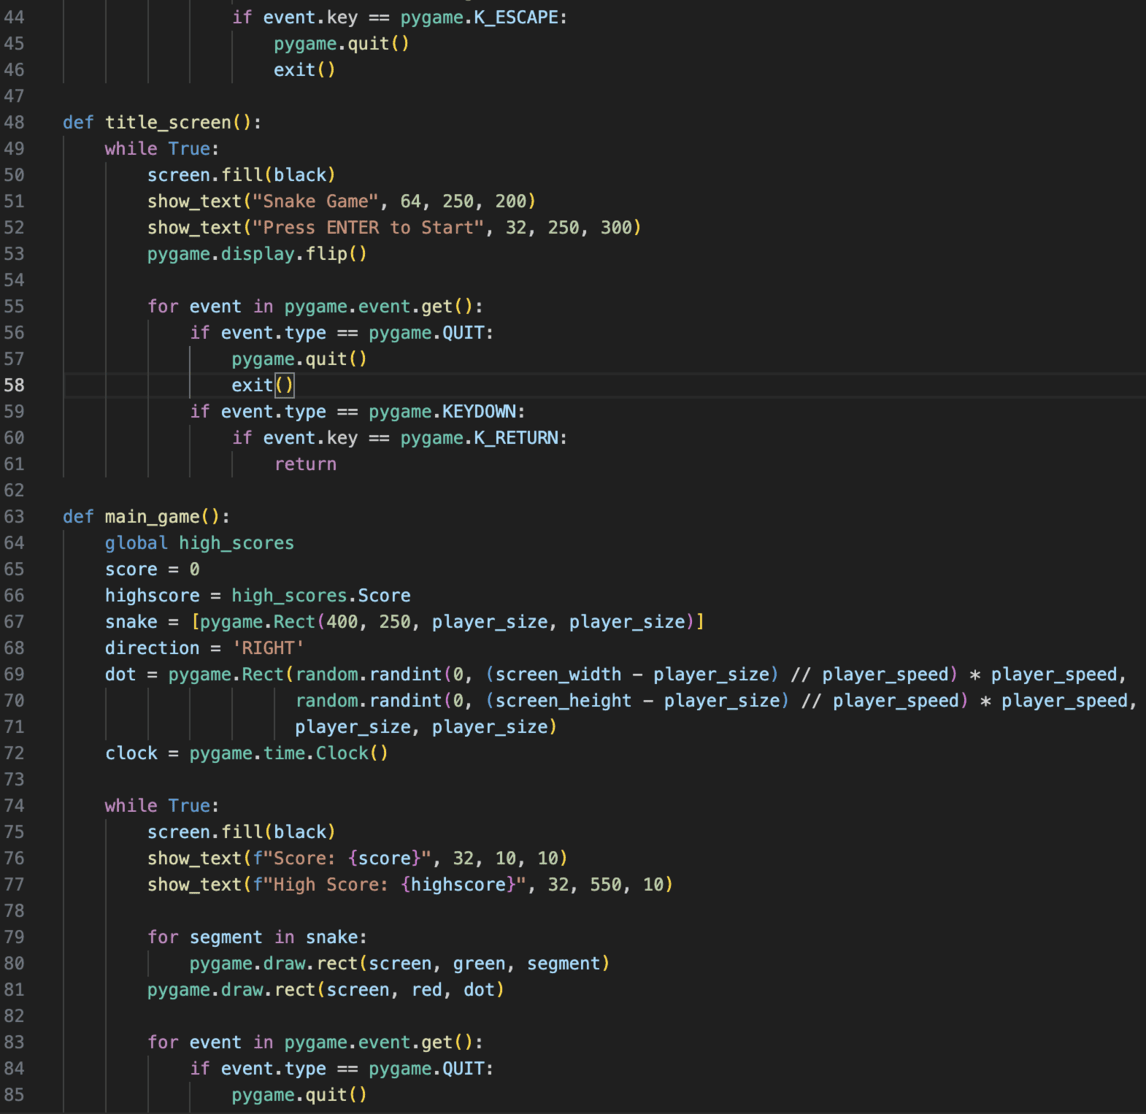 44 if event.key == pygame.K_ESCAPE:
45 pygame.quit()
46 exit()
47
48 def title_screen():
49 while True:
50 screen.fill(black)
51 show_text("Snake Game", 64, 250, 200)
52 show_text("Press ENTER to Start", 32, 250, 300)
53 pygame.display.flip()
54
55 for event in pygame.event.get():
56 if event.type == pygame.QUIT:
57 pygame.quit()
58 exit()
59 if event.type == pygame.KEYDOWN:
60 if event.key == pygame.K_RETURN:
61 return
62
63 def main_game():
64 global high_scores
65 score = 0
66 highscore = high_scores.Score
67 snake = [pygame.Rect(400, 250, player_size, player_size)]
68 direction = 'RIGHT'
69 dot = pygame.Rect(random.randint(0, (screen_width - player_size) // player_speed) * player_speed,
70 random.randint(0, (screen_height - player_size) // player_speed) * player_speed,
71 player_size, player_size)
72 clock = pygame.time.Clock()
73
74 while True:
75 screen.fill(black)
76 show_text(f"Score: {score}", 32, 10, 10)
77 show_text(f"High Score: {highscore}", 32, 550, 10)
78
79 for segment in snake:
80 pygame.draw.rect(screen, green, segment)
81 pygame.draw.rect(screen, red, dot)
82
83 for event in pygame.event.get():
84 if event.type == pygame.QUIT:
85 pygame.quit()